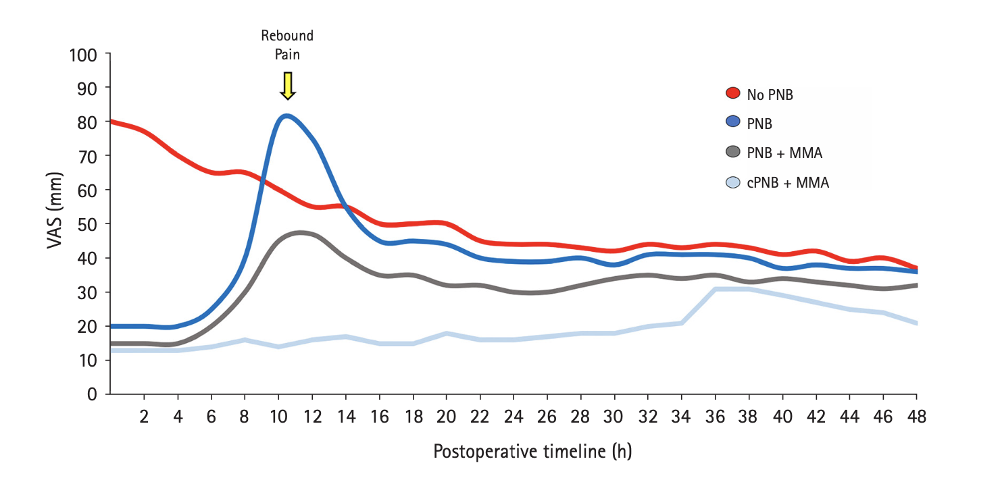 Rebound
Pain
100
90
80
70
60
50
40
30
20
10
0
VAS (mm)
No PNB
PNB
PNB + MMA
cPNB + MMA
2 4 6 8 10 12 14 16 18 20 22 24 26 28 30 32 34 36 38 40 42 44 46 48
Postoperative timeline (h)